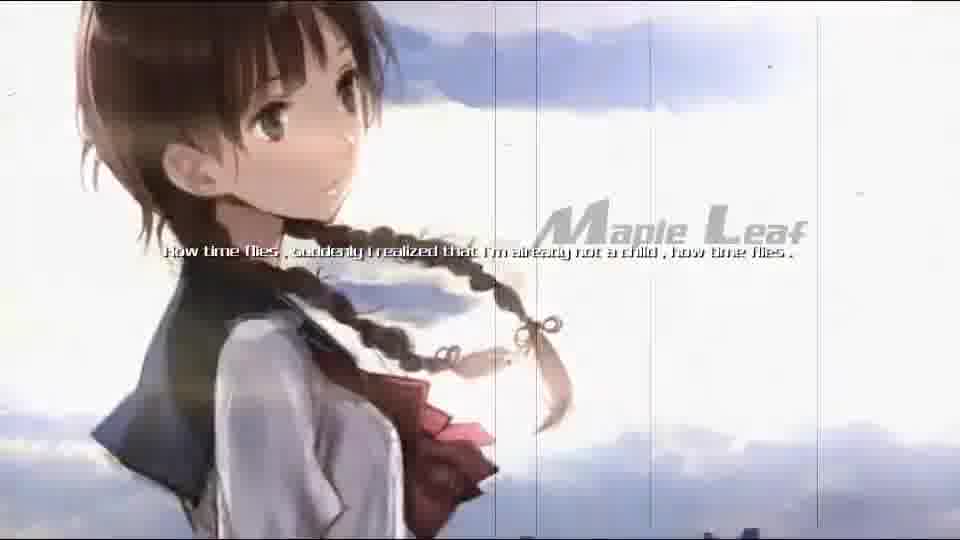 Maple Leaf
How time flies , suddenly i realized that i'm already not a child , how time flies .